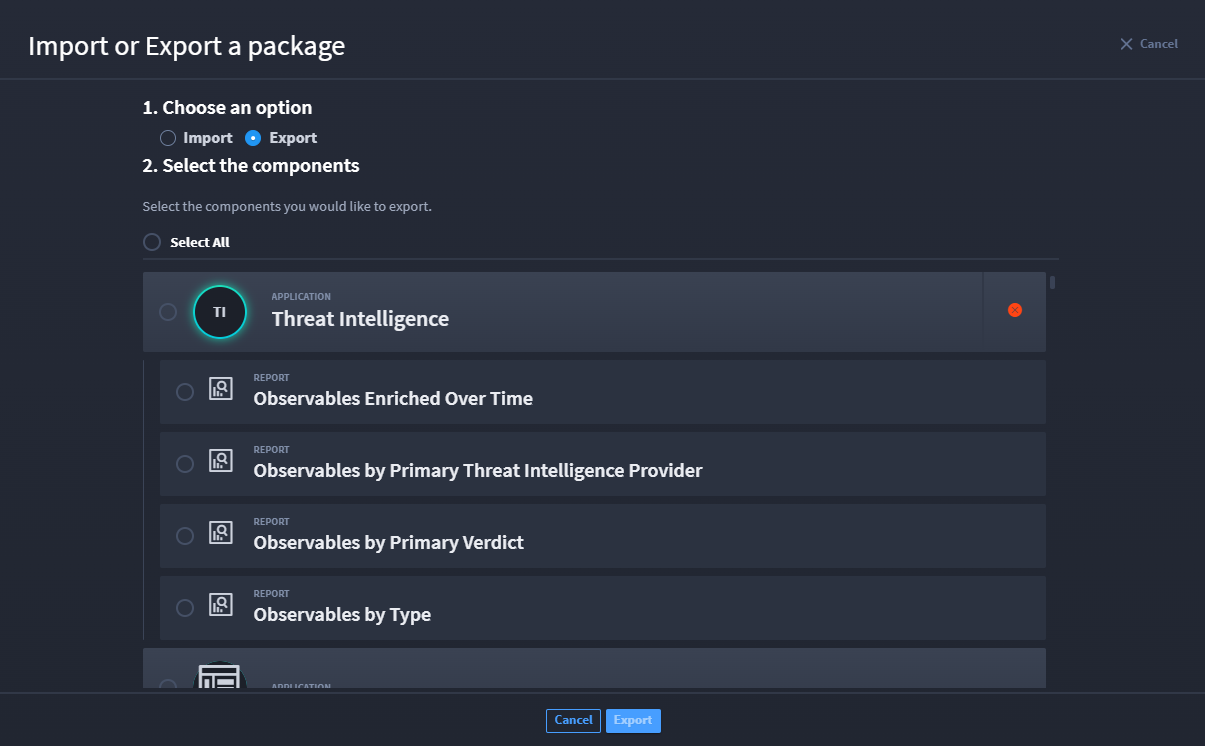 Import or Export a package
Cancel
1. Choose an option
Import Export
2. Select the components
Select the components you would like to export.
Select All
TI
APPLICATION
Threat Intelligence
REPORT
Observables Enriched Over Time
REPORT
Observables by Primary Threat Intelligence Provider
REPORT
Observables by Primary Verdict
REPORT
Observables by Type
APPLICATION
Cancel Export